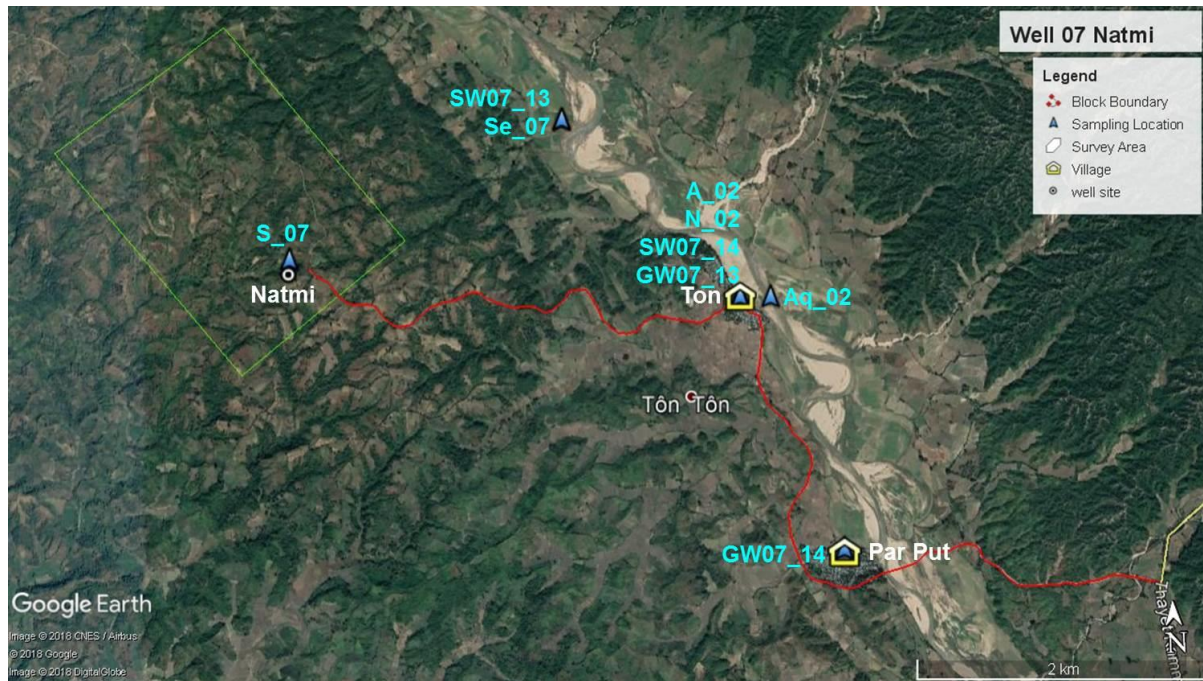 Well 07 Natmi
Legend
Block Boundary
Sampling Location
Survey Area
Village
well site
SW07_13
Se_07
A_02
N_02
SW07_14
GW07_13
S_07
Natmi
Ton
Aq_02
Tôn Tôn
GW07_14
Par Put
Google Earth
Image © 2018 CNES / Airbus
© 2018 Google
Image © 2018 DigitalGlobe
N
2 km